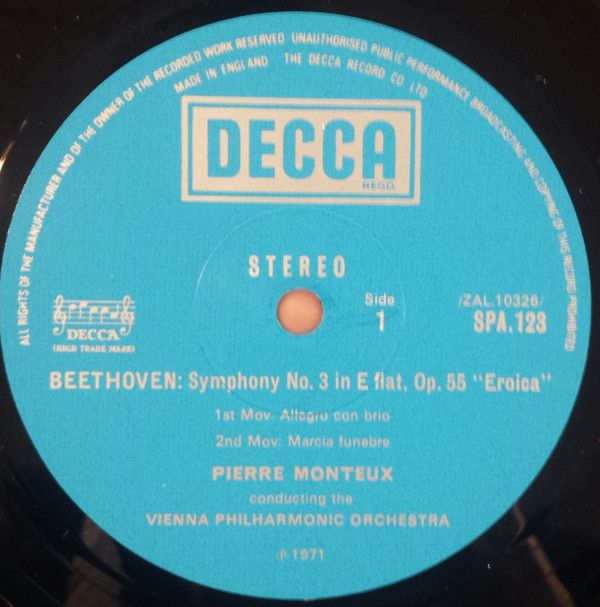 ALL RIGHTS OF THE MANUFACTURER AND OF THE OWNER OF THE RECORDED WORK RESERVED UNAUTHORISED PUBLIC PERFORMANCE BROADCASTING AND COPYING OF THIS RECORD PROHIBITED
MADE IN ENGLAND THE DECCA RECORD CO LTD
DECCA
REGD.
STEREO
Side
1
/ZAL.10326/
SPA.123
DECCA
(REGD TRADE MARK)
BEETHOVEN: Symphony No. 3 in E flat, Op. 55 "Eroica"
1st Mov. Allegro con brio
2nd Mov: Marcia funebre
PIERRE MONTEUX
conducting the
VIENNA PHILHARMONIC ORCHESTRA
℗ 1971